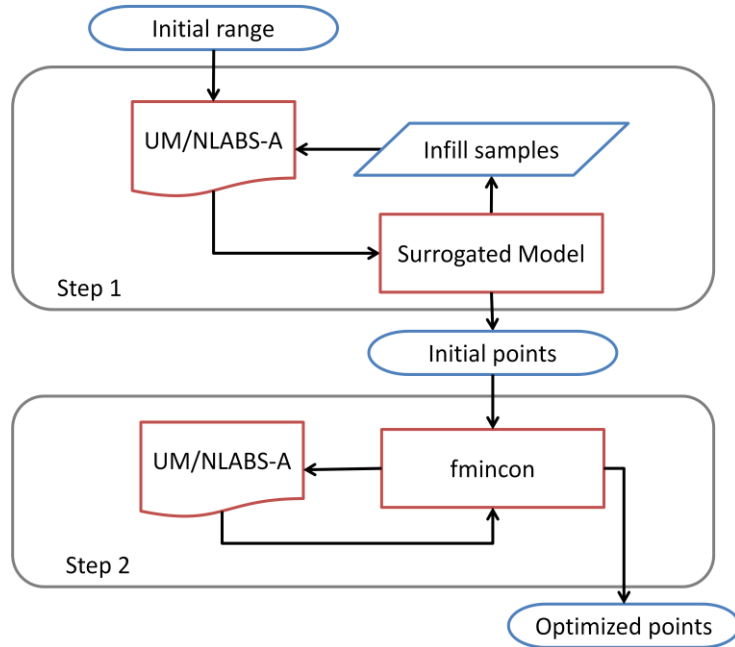 Initial range
UM/NLABS-A
Infill samples
Surrogated Model
Step 1
Initial points
UM/NLABS-A
fmincon
Step 2
Optimized points